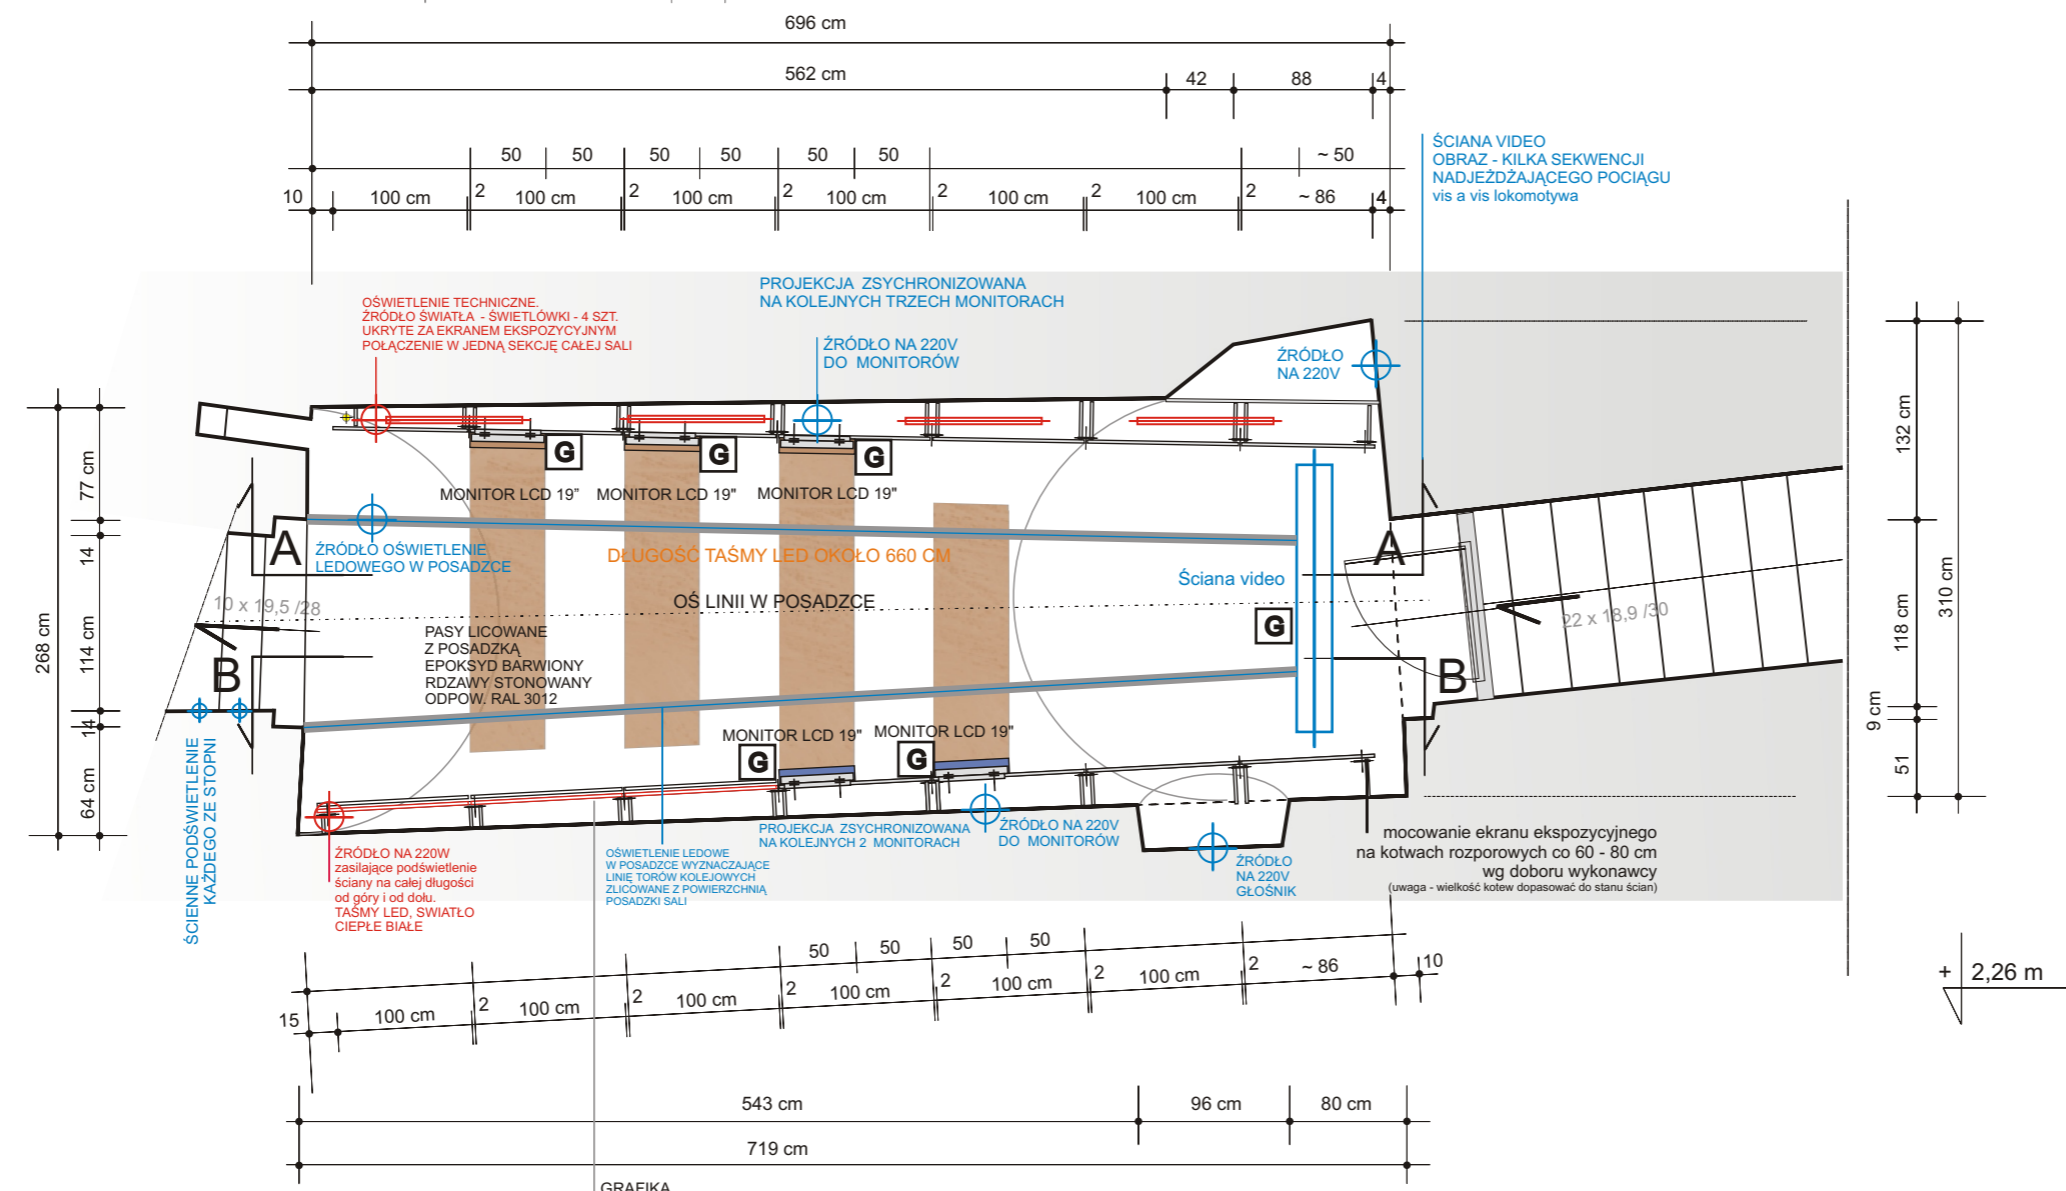 696 cm
562 cm
42
88
4
50
50
50
50
50
50
~ 50
10
100 cm
2
100 cm
2
100 cm
2
100 cm
2
100 cm
100 cm
2
~ 86
4
ŚCIANA VIDEO
OBRAZ - KILKA SEKWENCJI
NADJEŻDŻAJĄCEGO POCIĄGU
vis a vis lokomotywa
PROJEKCJA ZSYCHRONIZOWANA
NA KOLEJNYCH TRZECH MONITORACH
OŚWIETLENIE TECHNICZNE.
ŹRÓDŁO ŚWIATŁA - ŚWIETLÓWKI - 4 SZT.
UKRYTE ZA EKRANEM EKSPOZYCYJNYM
POŁĄCZENIE W JEDNĄ SEKCJĘ CAŁEJ SALI
ŹRÓDŁO NA 220V
DO MONITORÓW
ŹRÓDŁO
NA 220V
G
G
G
MONITOR LCD 19”
MONITOR LCD 19"
MONITOR LCD 19"
77 cm
14
114 cm
14
64 cm
268 cm
A
ŹRÓDŁO OŚWIETLENIE
LEDOWEGO W POSADZCE
DŁUGOŚĆ TAŚMY LED OKOŁO 660 CM
OŚ LINII W POSADZCE
10 x 19,5 /28
B
PASY LICOWANE
Z POSADZKĄ
EPOKSYD BARWIONY
RDZAWY STONOWANY
ODPOW. RAL 3012
Ściana video
G
A
B
22 x 18,9 /30
132 cm
118 cm
310 cm
9 cm
51
MONITOR LCD 19"
MONITOR LCD 19"
G
G
ŚCIENNE PODŚWIETLENIE
KAŻDEGO ZE STOPNI
ŹRÓDŁO NA 220W
zasilające podświetlenie
ściany na całej długości
od góry i od dołu.
TAŚMY LED, SWIATŁO
CIEPŁE BIAŁE
OŚWIETLENIE LEDOWE
W POSADZCE WYZNACZAJĄCE
LINIĘ TORÓW KOLEJOWYCH
ZLICOWANE Z POWIERZCHNIĄ
POSADZKI SALI
PROJEKCJA ZSYCHRONIZOWANA
NA KOLEJNYCH 2 MONITORACH
ŹRÓDŁO NA 220V
DO MONITORÓW
ŹRÓDŁO
NA 220V
GŁOŚNIK
mocowanie ekranu ekspozycyjnego
na kotwach rozporowych co 60 - 80 cm
wg doboru wykonawcy
(uwaga - wielkość kotew dopasować do stanu ścian)
50
50
50
50
15
100 cm
2
100 cm
2
100 cm
2
100 cm
2
100 cm
2
100 cm
2
~ 86
10
+ 2,26 m
543 cm
96 cm
80 cm
719 cm
GRAFIKA